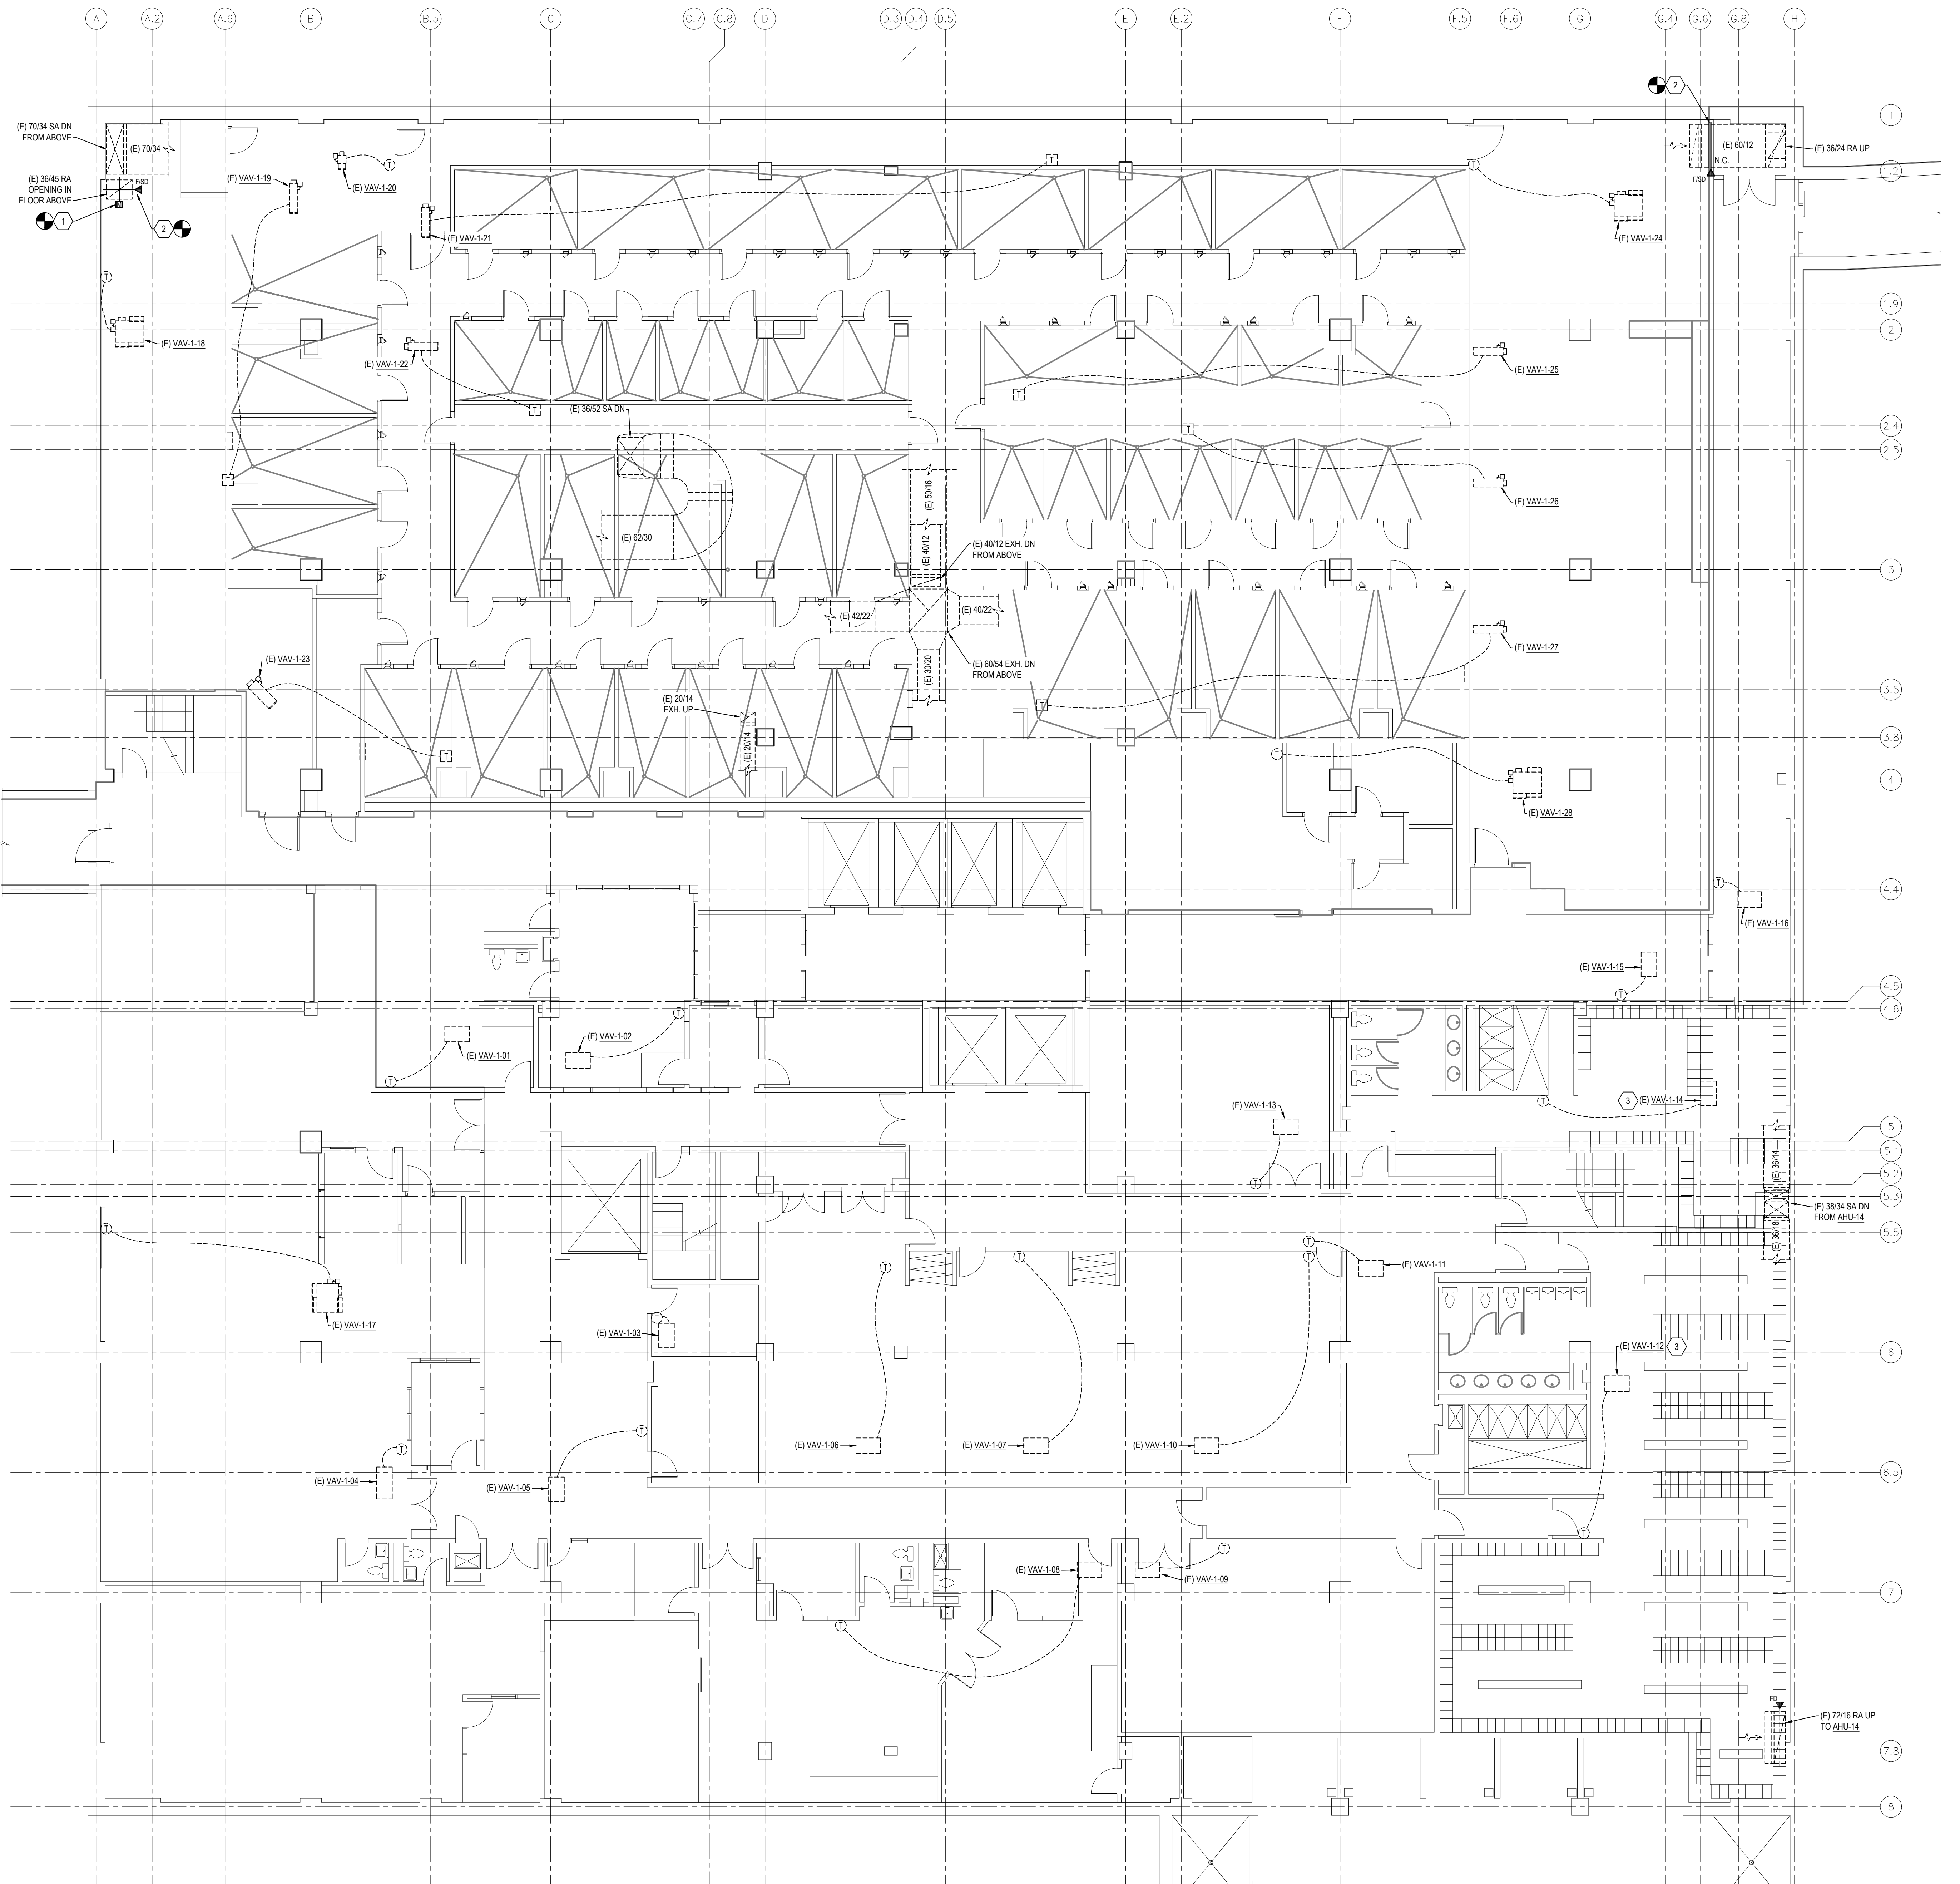 A
A.2
A.6
B
B.5
C
C.7
C.8
D
D.3
D.4
D.5
E
E.2
F
F.5
F.6
G
G.4
G.6
G.8
H
2
1
(E) 70/34 SA DN
FROM ABOVE
(E) 70/34
(E) 60/12
N.C.
(E) 36/24 RA UP
F/SD
1.2
(E) 36/45 RA
OPENING IN
FLOOR ABOVE
F/SD
M
1
2
(E) VAV-1-19
(E) VAV-1-20
T
T
T
(E) VAV-1-21
(E) VAV-1-24
T
1.9
2
(E) VAV-1-18
(E) VAV-1-22
(E) VAV-1-25
T
T
(E) 36/52 SA DN
2.4
T
2.5
T
(E) 50/16
(E) VAV-1-26
(E) 62/30
(E) 40/12
(E) 40/12 EXH. DN
FROM ABOVE
3
(E) 42/22
(E) 40/22
(E) VAV-1-27
(E) VAV-1-23
(E) 30/20
(E) 60/54 EXH. DN
FROM ABOVE
3.5
(E) 20/14
EXH. UP
T
(E) 20/14
3.8
T
T
4
(E) VAV-1-28
T
4.4
(E) VAV-1-16
(E) VAV-1-15
T
4.5
4.6
T
(E) VAV-1-02
(E) VAV-1-01
T
(E) VAV-1-13
3
(E) VAV-1-14
T
5
5.1
(E) 36/14
5.2
T
5.3
(E) 38/34 SA DN
FROM AHU-14
T
(E) 36/18
5.5
T
T
T
T
(E) VAV-1-11
T
(E) VAV-1-17
(E) VAV-1-03
(E) VAV-1-12
3
6
T
T
(E) VAV-1-06
(E) VAV-1-07
(E) VAV-1-10
6.5
(E) VAV-1-04
(E) VAV-1-05
T
T
(E) VAV-1-08
(E) VAV-1-09
7
T
FD
(E) 72/16 RA UP
TO AHU-14
7.8
8